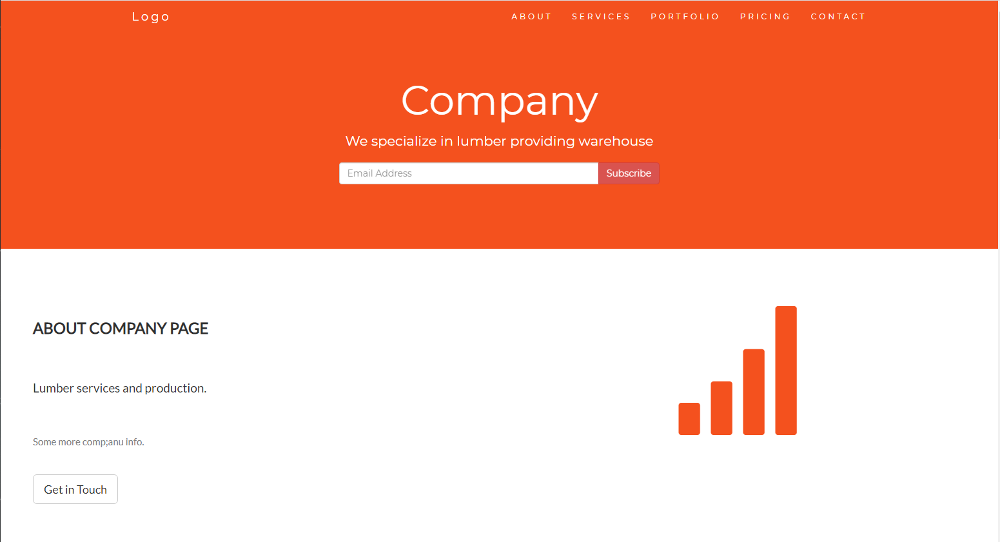 Logo
ABOUT SERVICES PORTFOLIO PRICING CONTACT
Company
We specialize in lumber providing warehouse
Email Address Subscribe
ABOUT COMPANY PAGE
Lumber services and production.
Some more comp;anu info.
Get in Touch